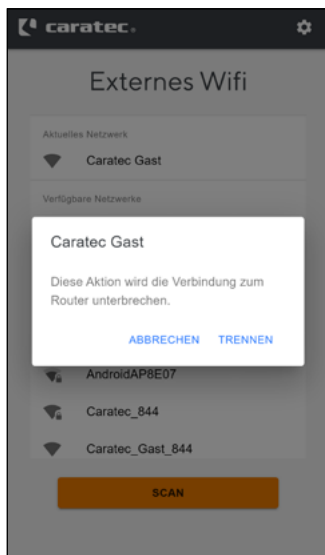 caratec.
Externes Wifi
Aktuelles Netzwerk
Caratec Gast
Verfügbare Netzwerke
Caratec Gast
Diese Aktion wird die Verbindung zum
Router unterbrechen.
ABBRECHEN TRENNEN
AndroidAP8E07
Caratec_844
Caratec_Gast_844
SCAN